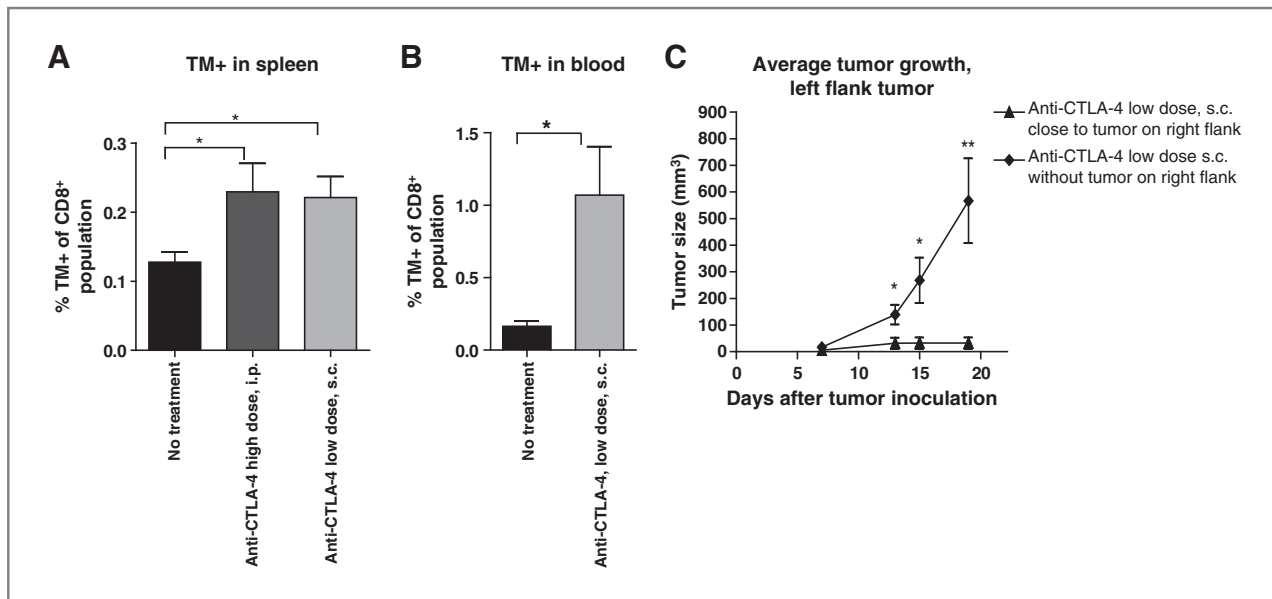 A
TM+ in spleen
% TM+ of CD8+
population
0.3
0.2
0.1
0.0
*
*
No treatment
Anti-CTLA-4 high dose, i.p.
Anti-CTLA-4 low dose, s.c.
B
TM+ in blood
% TM+ of CD8+
population
1.5
1.0
0.5
0.0
*
No treatment
Anti-CTLA-4, low dose, s.c.
C
Average tumor growth,
left flank tumor
Tumor size (mm³)
900
800
700
600
500
400
300
200
100
0
0 5 10 15 20
Days after tumor inoculation
*
*
**
Anti-CTLA-4 low dose, s.c.
close to tumor on right flank
Anti-CTLA-4 low dose s.c.
without tumor on right flank